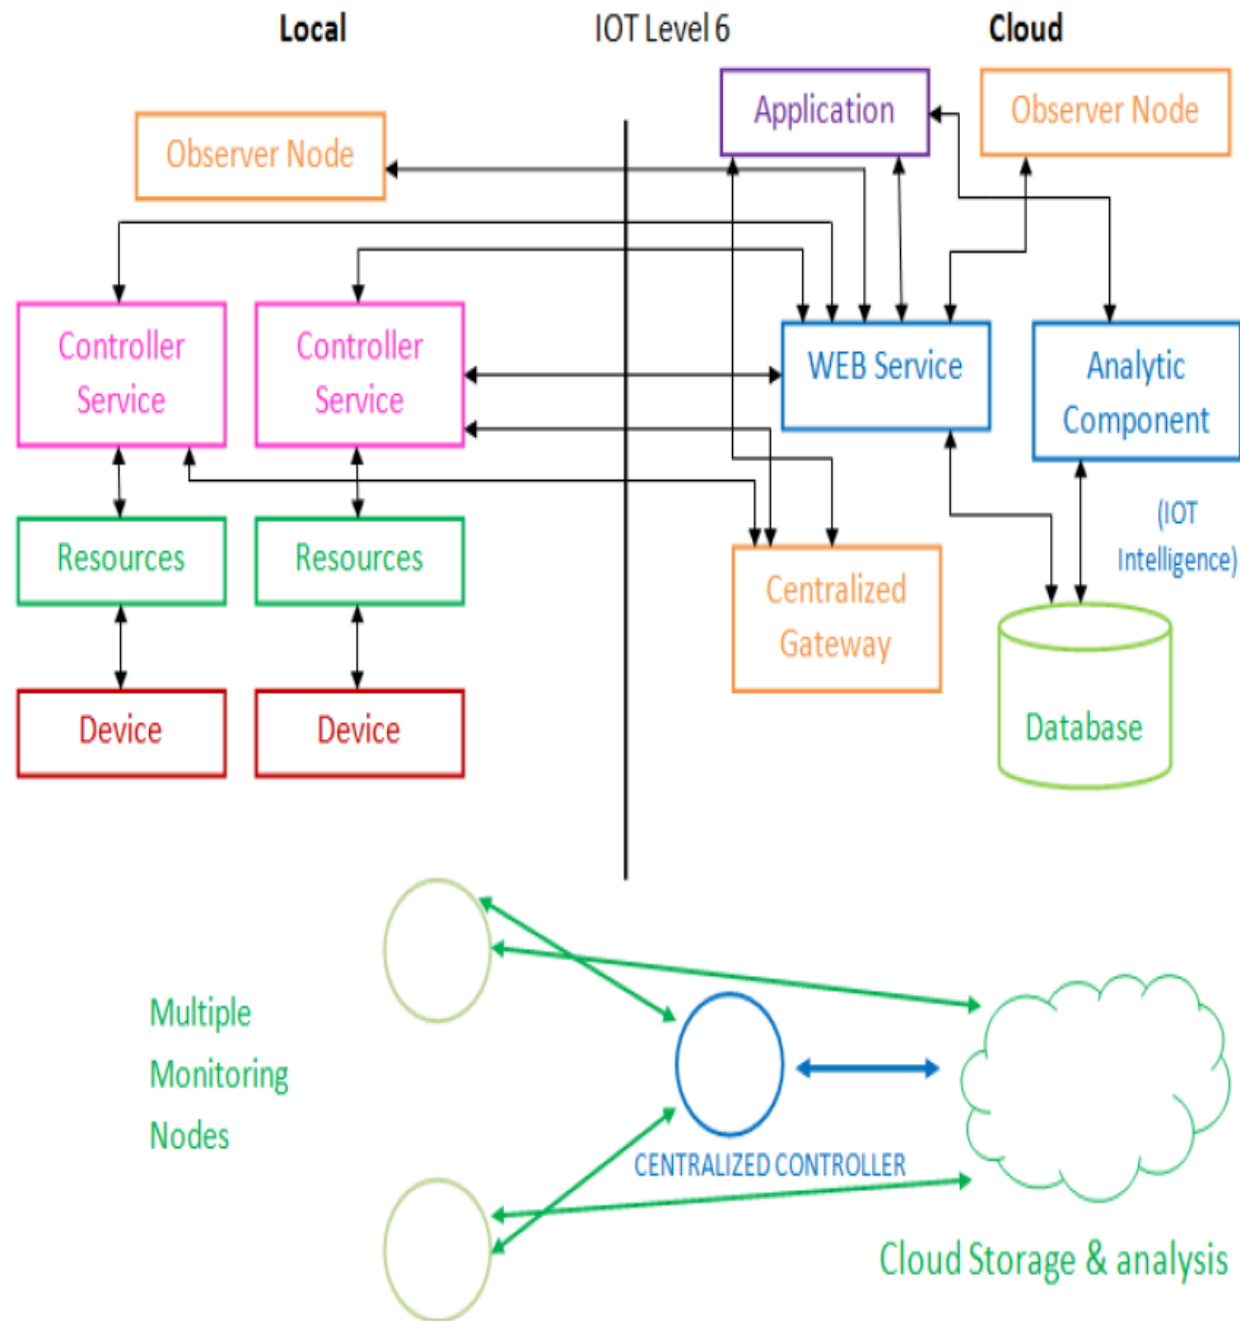 Local
IOT Level 6
Cloud
Application
Observer Node
Observer Node
Controller
Service
Controller
Service
WEB Service
Analytic
Component
(IOT
Intelligence)
Resources
Resources
Centralized
Gateway
Device
Device
Database
Multiple
Monitoring
Nodes
CENTRALIZED CONTROLLER
Cloud Storage & analysis